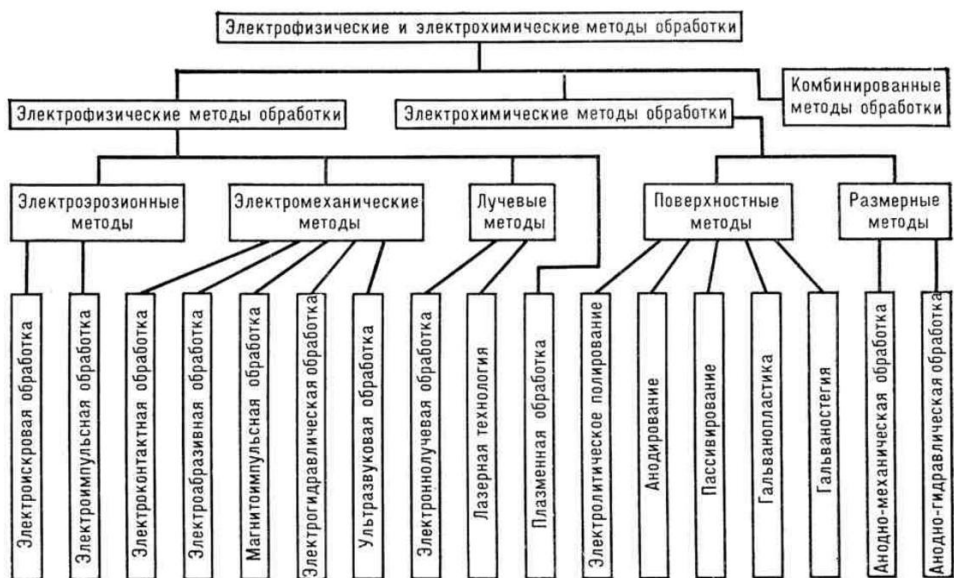 Электрофизические и электрохимические методы обработки
Комбинированные
методы обработки
Электрофизические методы обработки
Электрохимические методы обработки
Электроэрозионные
методы
Электромеханические
методы
Лучевые
методы
Поверхностные
методы
Размерные
методы
Электроискровая обработка
Электроимпульсная обработка
Электроконтактная обработка
Электроабразивная обработка
Магнитоимпульсная обработка
Электрогидравлическая обработка
Ультразвуковая обработка
Электроннолучевая обработка
Лазерная технология
Плазменная обработка
Электролитическое полирование
Анодирование
Пассивирование
Гальванопластика
Гальваностегия
Анодно-механическая обработка
Анодно-гидравлическая обработка